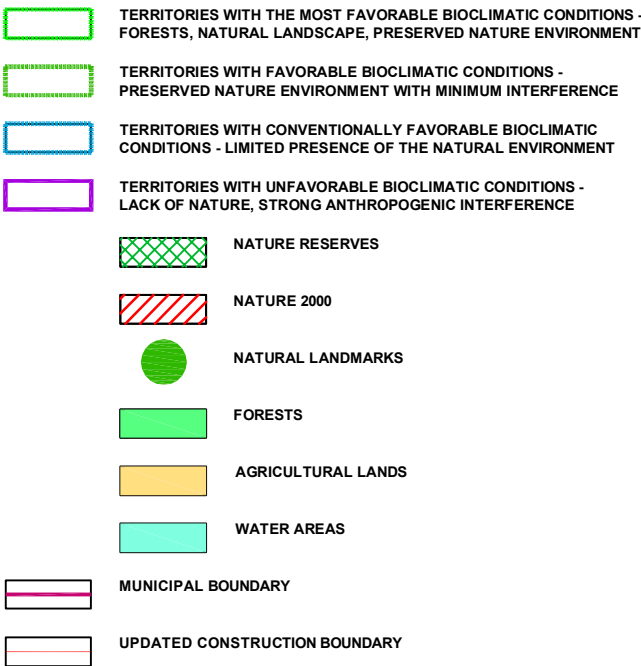 TERRITORIES WITH THE MOST FAVORABLE BIOCLIMATIC CONDITIONS -
FORESTS, NATURAL LANDSCAPE, PRESERVED NATURE ENVIRONMENT
TERRITORIES WITH FAVORABLE BIOCLIMATIC CONDITIONS -
PRESERVED NATURE ENVIRONMENT WITH MINIMUM INTERFERENCE
TERRITORIES WITH CONVENTIONALLY FAVORABLE BIOCLIMATIC
CONDITIONS - LIMITED PRESENCE OF THE NATURAL ENVIRONMENT
TERRITORIES WITH UNFAVORABLE BIOCLIMATIC CONDITIONS -
LACK OF NATURE, STRONG ANTHROPOGENIC INTERFERENCE
NATURE RESERVES
NATURE 2000
NATURAL LANDMARKS
FORESTS
AGRICULTURAL LANDS
WATER AREAS
MUNICIPAL BOUNDARY
UPDATED CONSTRUCTION BOUNDARY